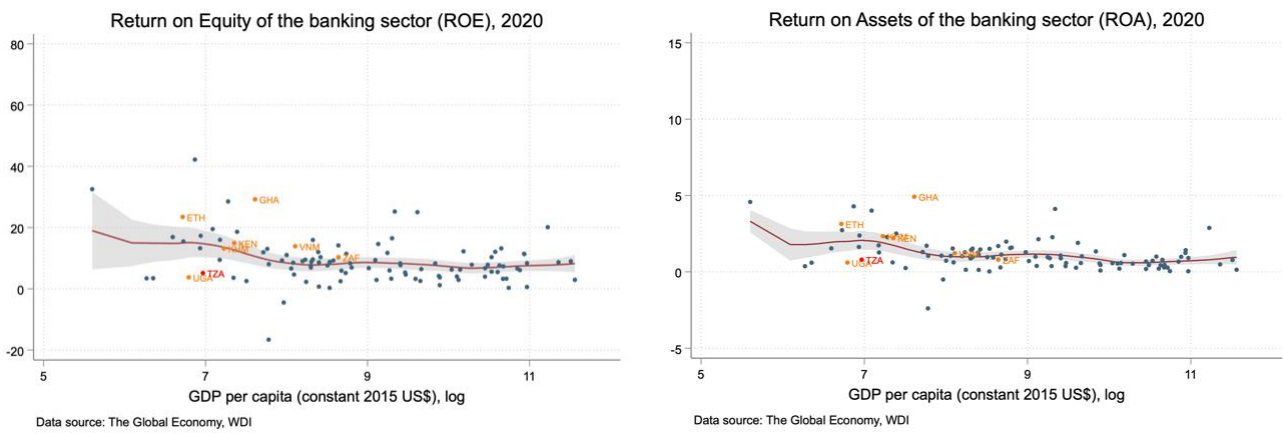 Return on Equity of the banking sector (ROE), 2020
80
60
40
20
0
-20
GHA
ETH
KEN
VNM
ZAF
UGA
TZA
5
7
9
11
GDP per capita (constant 2015 US$), log
Data source: The Global Economy, WDI
Return on Assets of the banking sector (ROA), 2020
15
10
5
0
-5
GHA
ETH
KEN
UGA
TZA
ZAF
5
7
9
11
GDP per capita (constant 2015 US$), log
Data source: The Global Economy, WDI